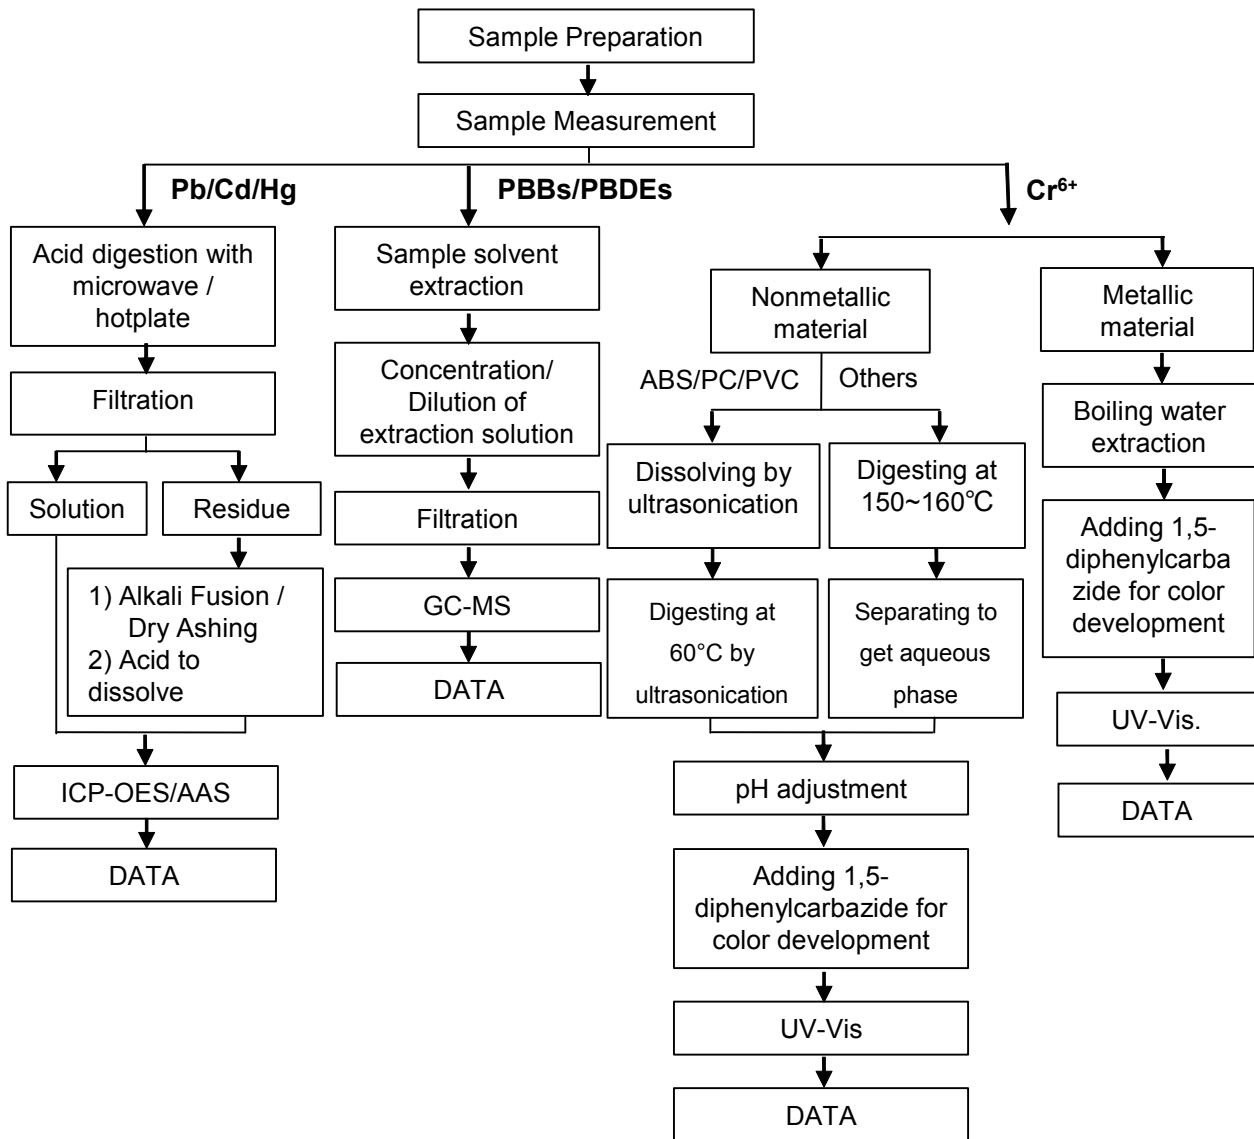 Sample Preparation
Sample Measurement
Pb/Cd/Hg
PBBs/PBDEs
Cr⁶⁺
Acid digestion with
microwave /
hotplate
Filtration
Solution
Residue
1) Alkali Fusion /
Dry Ashing
2) Acid to
dissolve
ICP-OES/AAS
DATA
Sample solvent
extraction
Concentration/
Dilution of
extraction solution
Filtration
GC-MS
DATA
Nonmetallic
material
ABS/PC/PVC
Others
Dissolving by
ultrasonication
Digesting at
60°C by
ultrasonication
Digesting at
150~160℃
Separating to
get aqueous
phase
pH adjustment
Adding 1,5-
diphenylcarbazide for
color development
UV-Vis
DATA
Metallic
material
Boiling water
extraction
Adding 1,5-
diphenylcarba
zide for color
development
UV-Vis.
DATA